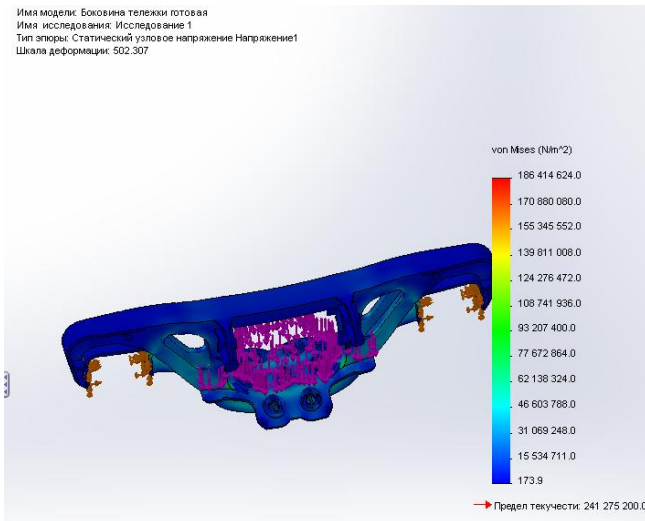 Имя модели: Боковина тележки готовая
Имя исследования: Исследование 1
Тип эпюры: Статический узловое напряжение Напряжение1
Шкала деформации: 502.307
von Mises (N/m^2)
186 414 624.0
170 880 080.0
155 345 552.0
139 811 008.0
124 276 472.0
108 741 936.0
93 207 400.0
77 672 864.0
62 138 324.0
46 603 788.0
31 069 248.0
15 534 711.0
173.9
Предел текучести: 241 275 200.0